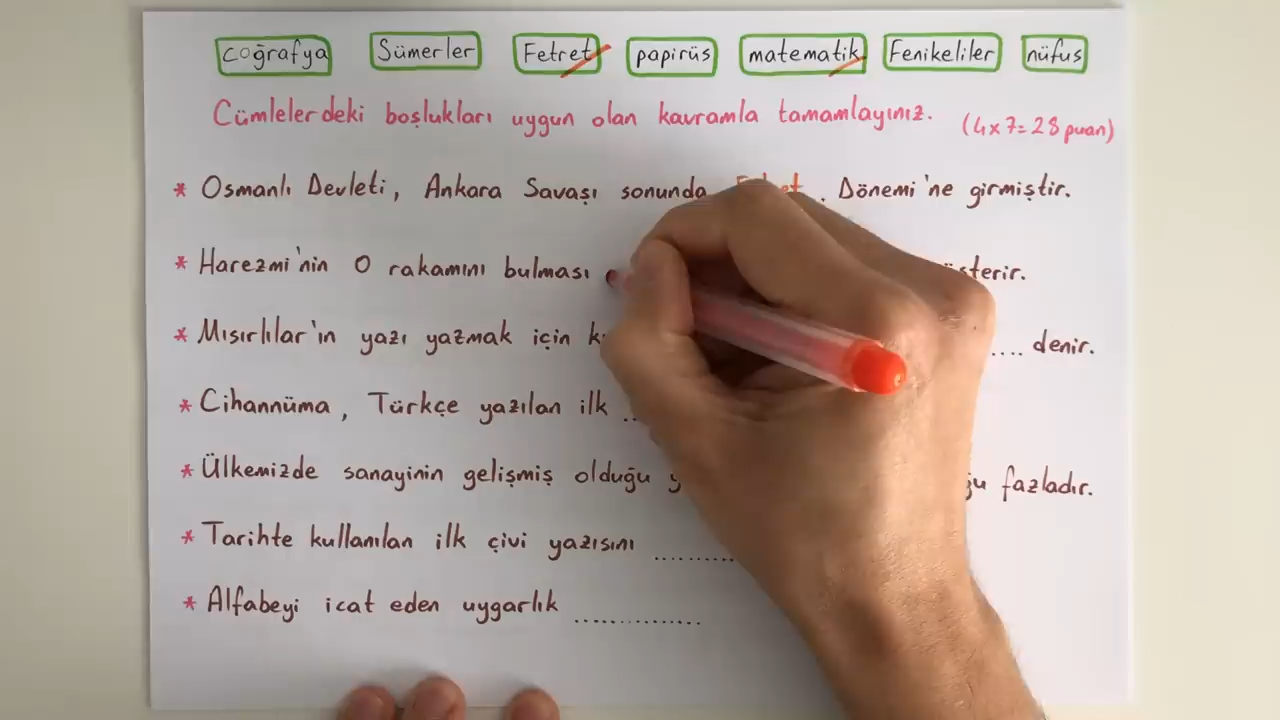 coğrafya Sümerler Fetret papirüs matematik Fenikeliler nüfus
Cümlelerdeki boşlukları uygun olan kavramla tamamlayınız. (4x7=28 puan)
* Osmanlı Devleti, Ankara Savaşı sonunda . Dönemi'ne girmiştir.
* Harezmi'nin 0 rakamını bulması
* Mısırlılar'ın yazı yazmak için .... denir.
* Cihannüma, Türkçe yazılan ilk ..
* Ülkemizde sanayinin gelişmiş olduğu fazladır.
* Tarihte kullanılan ilk çivi yazısını .........
* Alfabeyi icat eden uygarlık ..............